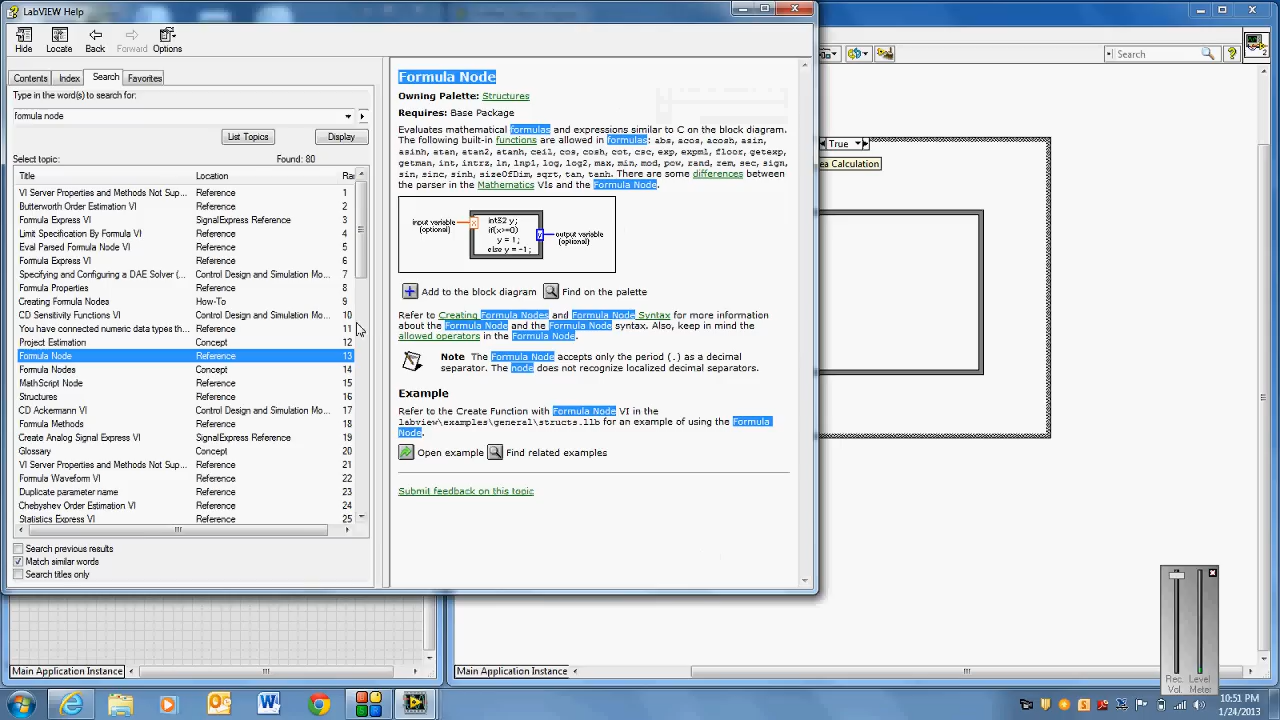 LabVIEW Help
Hide
Locate
Back
Forward
Options
Contents
Index
Search
Favorites
Type in the word(s) to search for:
formula node
List Topics
Display
Select topic:
Found: 80
Title Location Ra
VI Server Properties and Methods Not Sup... Reference 1
Butterworth Order Estimation VI Reference 2
Formula Express VI SignalExpress Reference 3
Limit Specification By Formula VI Reference 4
Eval Parsed Formula Node VI Reference 5
Formula Express VI Reference 6
Specifying and Configuring a DAE Solver (... Control Design and Simulation Mo... 7
Formula Properties Reference 8
Creating Formula Nodes How-To 9
CD Sensitivity Functions VI Control Design and Simulation Mo... 10
You have connected numeric data types th... Reference 11
Project Estimation Concept 12
Formula Node Reference 13
Formula Nodes Concept 14
MathScript Node Reference 15
Structures Reference 16
CD Ackermann VI Control Design and Simulation Mo... 17
Formula Methods Reference 18
Create Analog Signal Express VI SignalExpress Reference 19
Glossary Concept 20
VI Server Properties and Methods Not Sup... Reference 21
Formula Waveform VI Reference 22
Duplicate parameter name Reference 23
Chebyshev Order Estimation VI Reference 24
Statistics Express VI Reference 25
Search previous results
Match similar words
Search titles only
Formula Node
Owning Palette: Structures
Requires: Base Package
Evaluates mathematical formulas and expressions similar to C on the block diagram.
The following built-in functions are allowed in formulas: abs, acos, acosh, asin,
asinh, atan, atan2, atanh, ceil, cos, cosh, cot, csc, exp, expm1, floor, getexp,
getman, int, intrz, ln, lnp1, log, log2, max, min, mod, pow, rand, rem, sec, sign,
sin, sinc, sinh, sizeOfDim, sqrt, tan, tanh. There are some differences between
the parser in the Mathematics VIs and the Formula Node.
input variable
(optional)
x
int32 y;
if(x>=0)
y = 1;
else y = -1;
y
output variable
(optional)
Add to the block diagram
Find on the palette
Refer to Creating Formula Nodes and Formula Node Syntax for more information
about the Formula Node and the Formula Node syntax. Also, keep in mind the
allowed operators in the Formula Node.
Note The Formula Node accepts only the period (.) as a decimal
separator. The node does not recognize localized decimal separators.
Example
Refer to the Create Function with Formula Node VI in the
labview\examples\general\structs.llb for an example of using the Formula
Node.
Open example
Find related examples
Submit feedback on this topic
Search
2
True
ea Calculation
Main Application Instance
Main Application Instance
Rec. Vol.
Level Meter
10:51 PM
1/24/2013